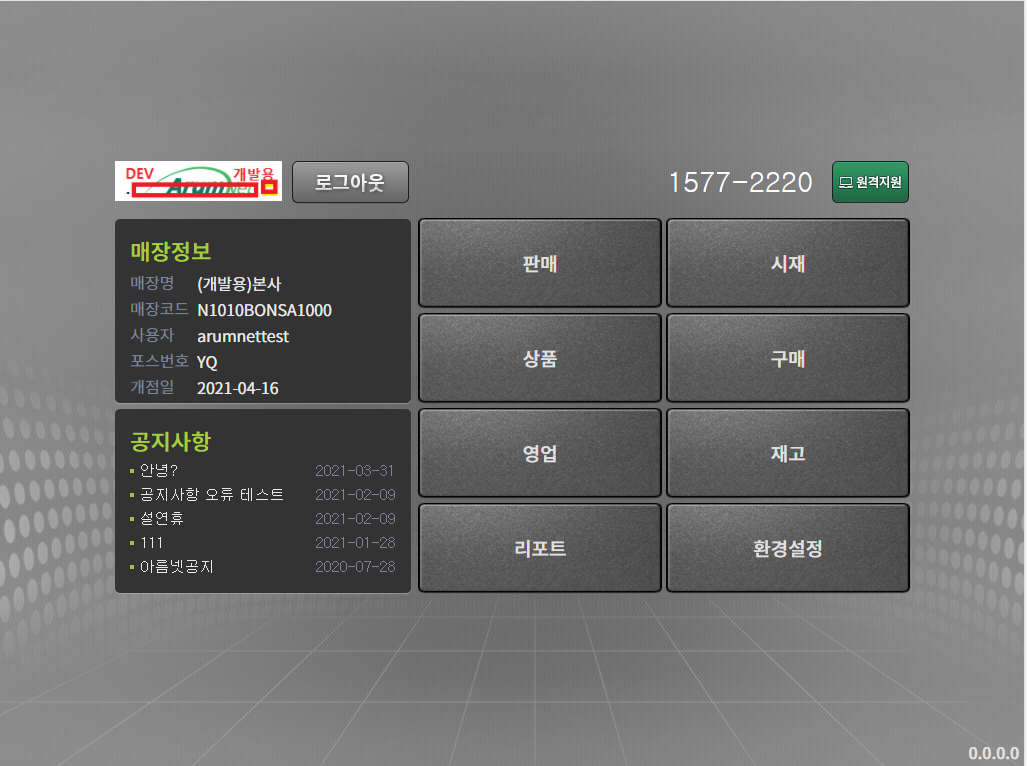 DEV 개발용
ArumNet
로그아웃
1577-2220
원격지원
매장정보
매장명 (개발용)본사
매장코드 N1010BONSA1000
사용자 arumnettest
포스번호 YQ
개점일 2021-04-16
판매
시재
상품
구매
공지사항
안녕? 2021-03-31
공지사항 오류 테스트 2021-02-09
설연휴 2021-02-09
111 2021-01-28
아름넷공지 2020-07-28
영업
재고
리포트
환경설정
0.0.0.0